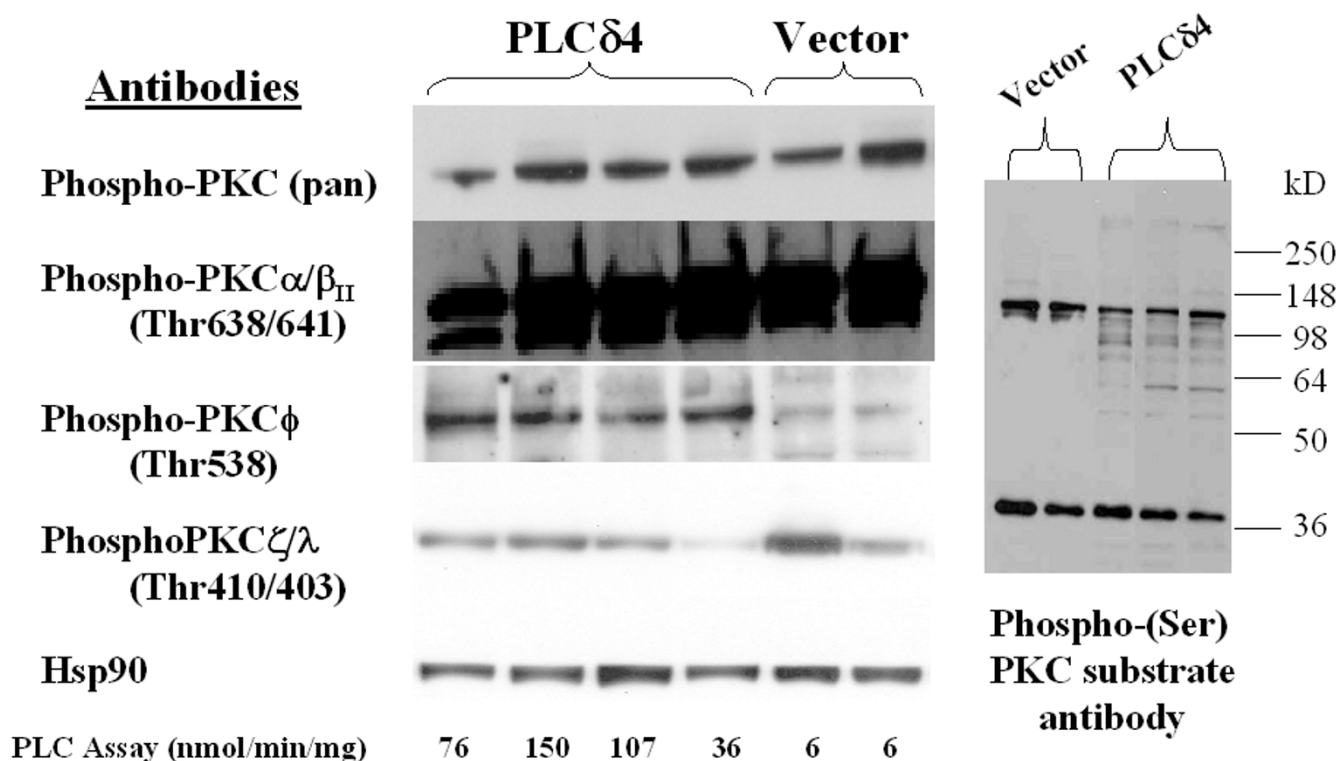 PLCδ4 Vector
Antibodies
Phospho-PKC (pan)
Phospho-PKCα/βII
(Thr638/641)
Phospho-PKCϕ
(Thr538)
PhosphoPKCζ/λ
(Thr410/403)
Hsp90
PLC Assay (nmol/min/mg) 76 150 107 36 6 6
Vector PLCδ4
kD
250
148
98
64
50
36
Phospho-(Ser)
PKC substrate
antibody